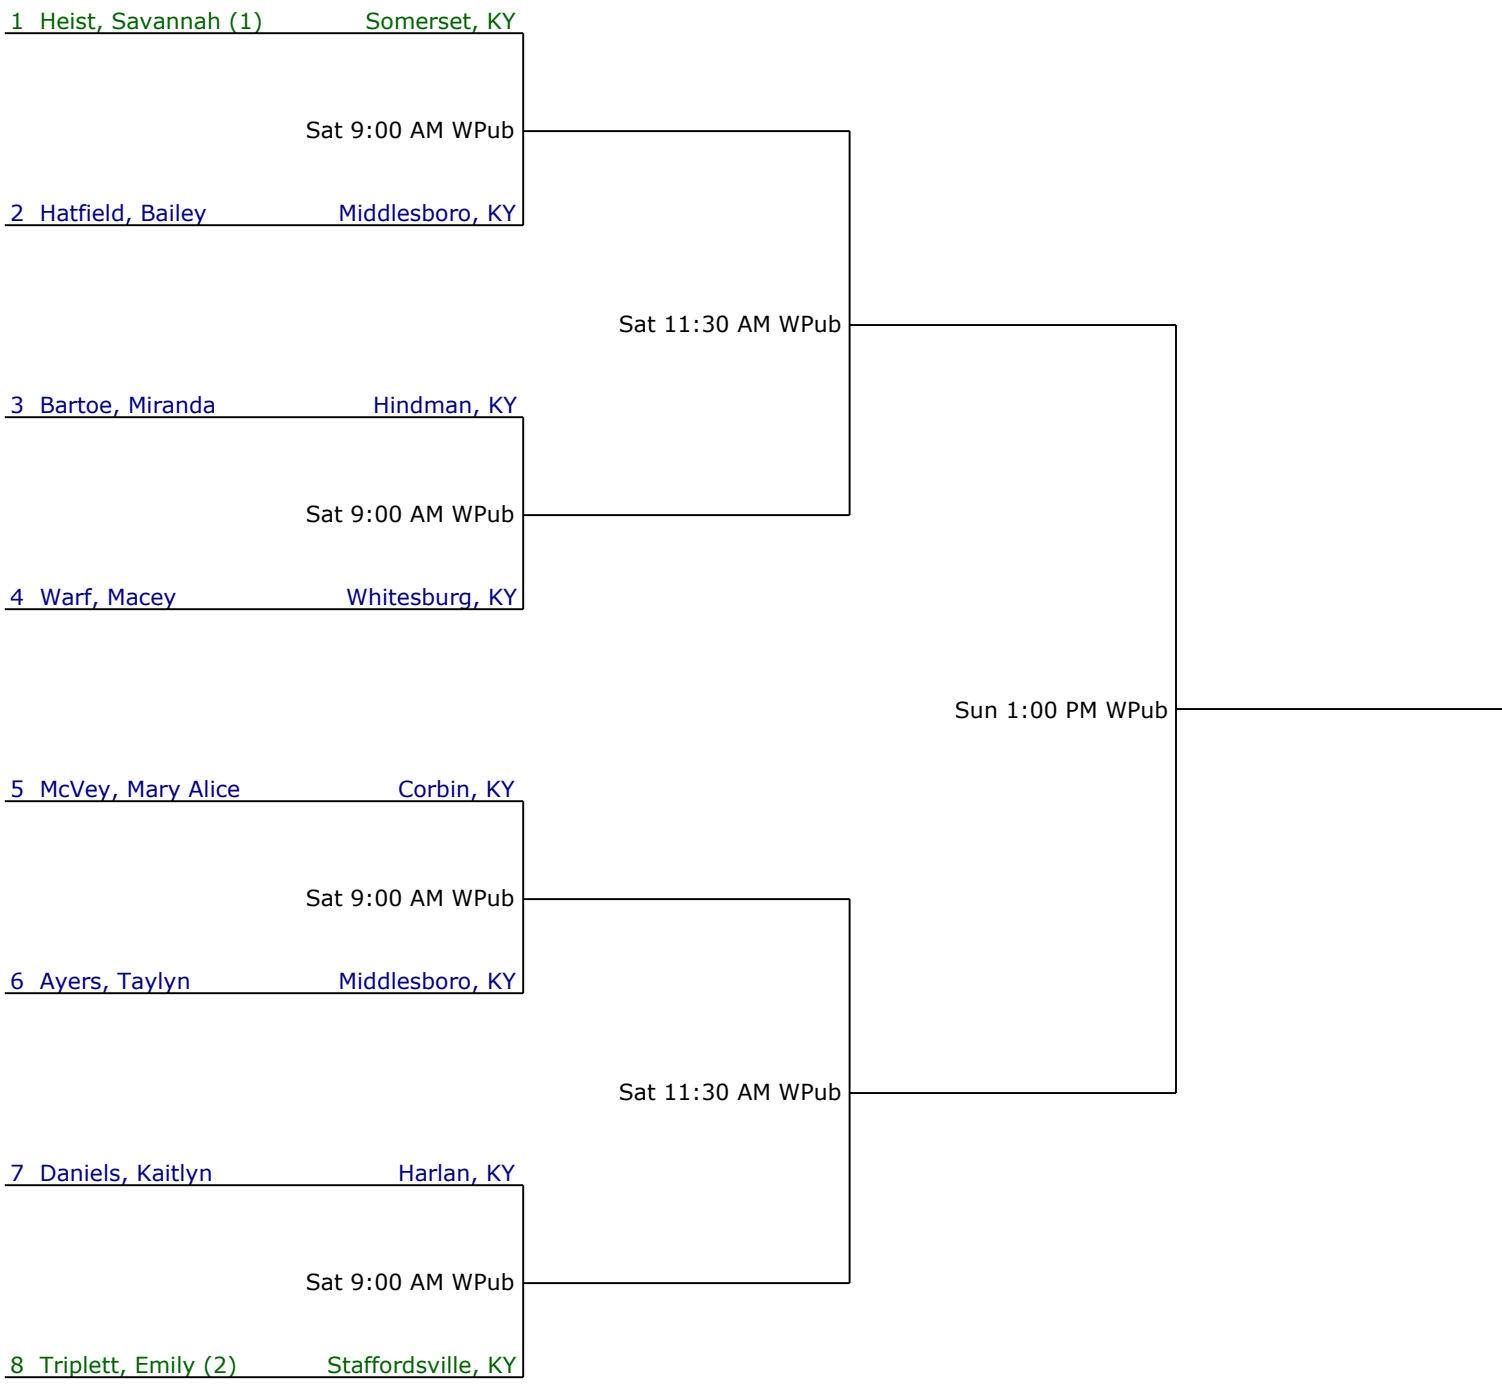 1 Heist, Savannah (1) Somerset, KY
Sat 9:00 AM WPub
2 Hatfield, Bailey Middlesboro, KY
Sat 11:30 AM WPub
3 Bartoe, Miranda Hindman, KY
Sat 9:00 AM WPub
4 Warf, Macey Whitesburg, KY
Sun 1:00 PM WPub
5 McVey, Mary Alice Corbin, KY
Sat 9:00 AM WPub
6 Ayers, Taylyn Middlesboro, KY
Sat 11:30 AM WPub
7 Daniels, Kaitlyn Harlan, KY
Sat 9:00 AM WPub
8 Triplett, Emily (2) Staffordsville, KY